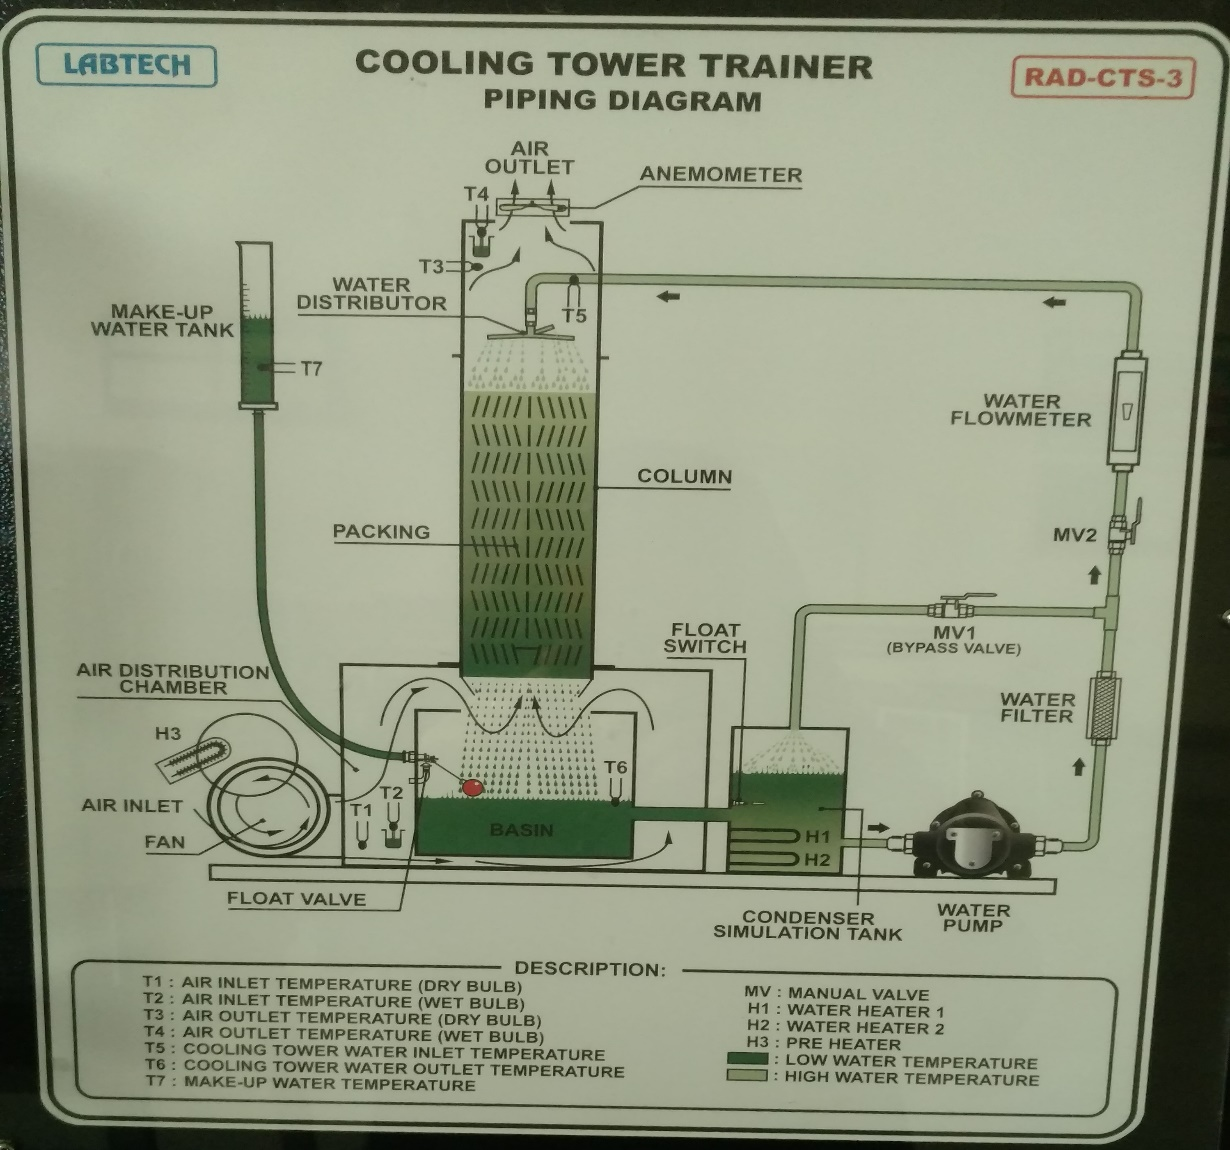 LABTECH
COOLING TOWER TRAINER
PIPING DIAGRAM
RAD-CTS-3
AIR
OUTLET
ANEMOMETER
T4
T3
WATER
DISTRIBUTOR
T5
MAKE-UP
WATER TANK
T7
WATER
FLOWMETER
COLUMN
PACKING
MV2
FLOAT
SWITCH
MV1
(BYPASS VALVE)
AIR DISTRIBUTION
CHAMBER
WATER
FILTER
H3
AIR INLET
FAN
T1
T2
T6
BASIN
H1
H2
FLOAT VALVE
CONDENSER
SIMULATION TANK
WATER
PUMP
DESCRIPTION:
T1 : AIR INLET TEMPERATURE (DRY BULB)
T2 : AIR INLET TEMPERATURE (WET BULB)
T3 : AIR OUTLET TEMPERATURE (DRY BULB)
T4 : AIR OUTLET TEMPERATURE (WET BULB)
T5 : COOLING TOWER WATER INLET TEMPERATURE
T6 : COOLING TOWER WATER OUTLET TEMPERATURE
T7 : MAKE-UP WATER TEMPERATURE
MV : MANUAL VALVE
H1 : WATER HEATER 1
H2 : WATER HEATER 2
H3 : PRE HEATER
: LOW WATER TEMPERATURE
: HIGH WATER TEMPERATURE